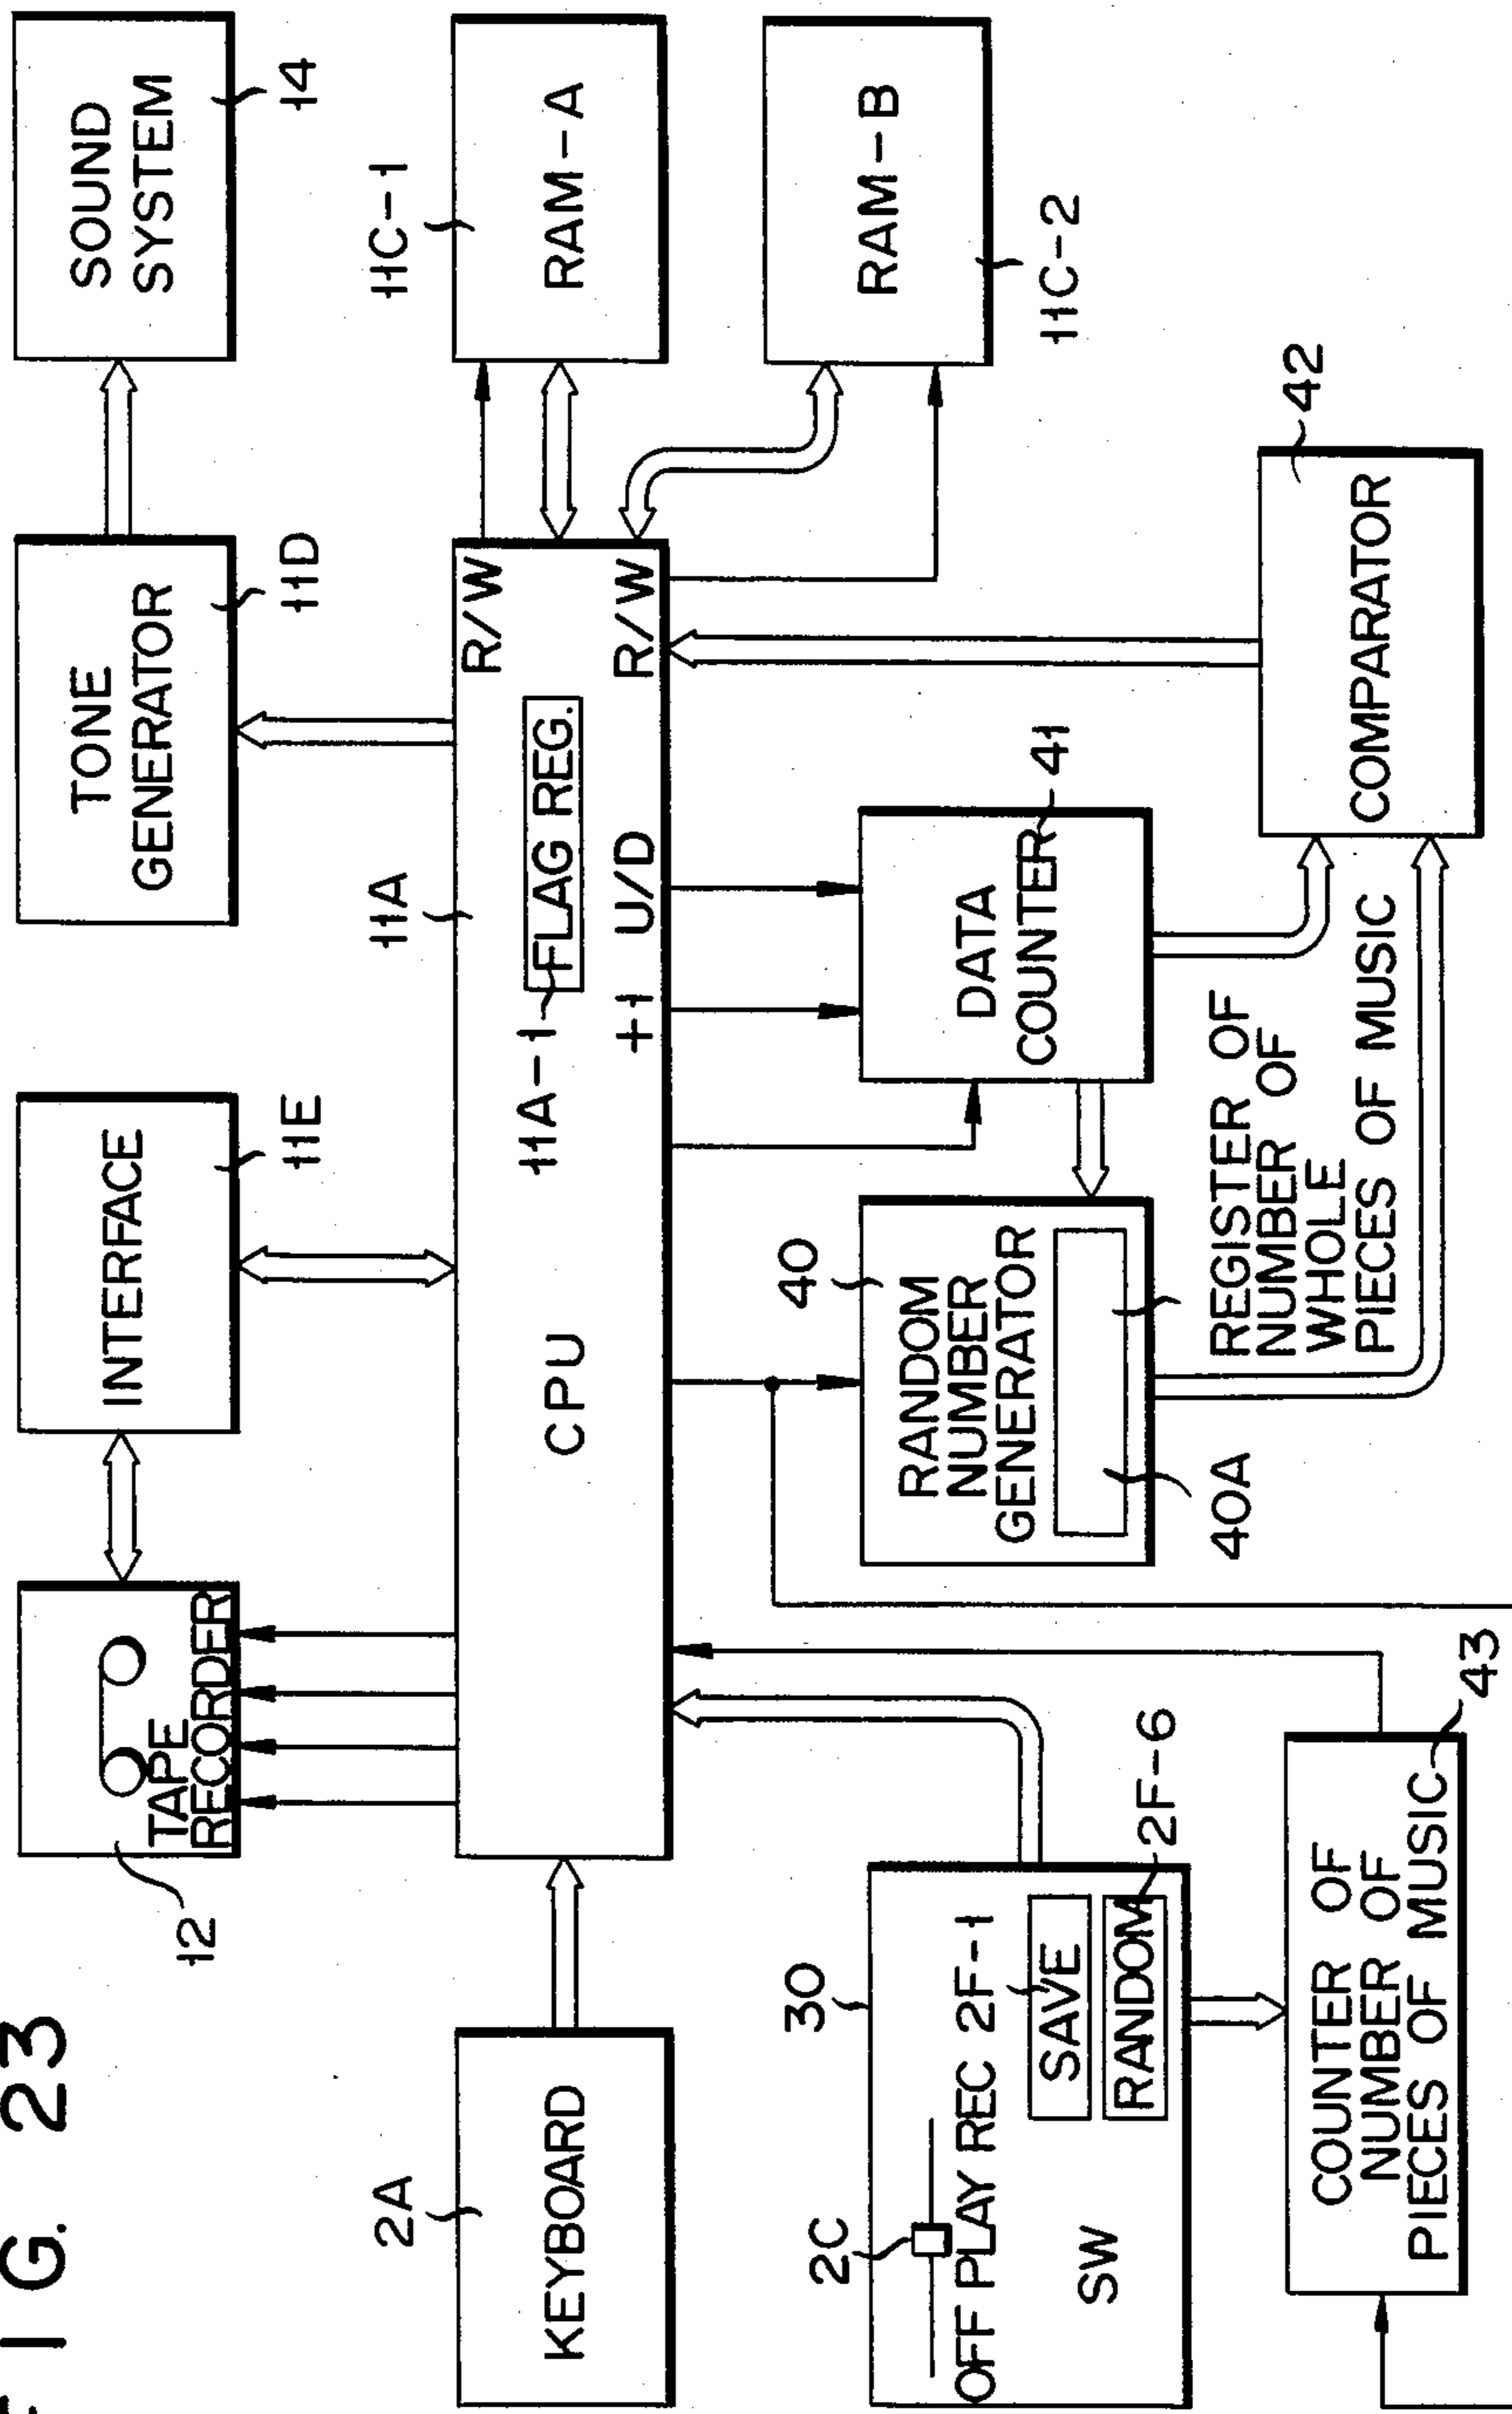 FIG. 23
12
TAPE
RECORDER
INTERFACE
11E
TONE
GENERATOR
11D
SOUND
SYSTEM
14
2A
KEYBOARD
CPU
11A
11A-1
FLAG REG.
R/W
R/W
+1 U/D
11C-1
RAM-A
RAM-B
11C-2
30
2C
OFF PLAY REC 2F-1
SAVE
RANDOM
2F-6
SW
40
RANDOM
NUMBER
GENERATOR
40A
REGISTER OF
NUMBER OF
WHOLE
PIECES OF MUSIC
DATA
COUNTER
41
42
COMPARATOR
COUNTER OF
NUMBER OF
PIECES OF MUSIC
43